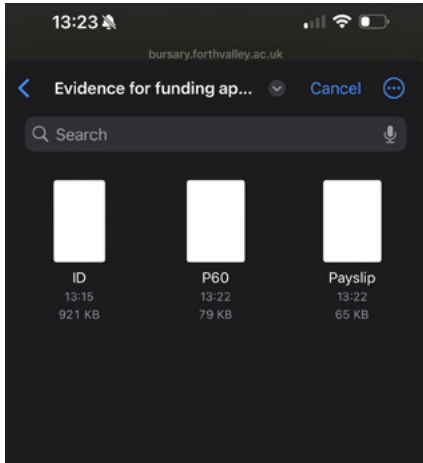 13:23
bursary.forthvalley.ac.uk
Evidence for funding ap... Cancel
Search
ID P60 Payslip
13:15 13:22 13:22
921 KB 79 KB 65 KB